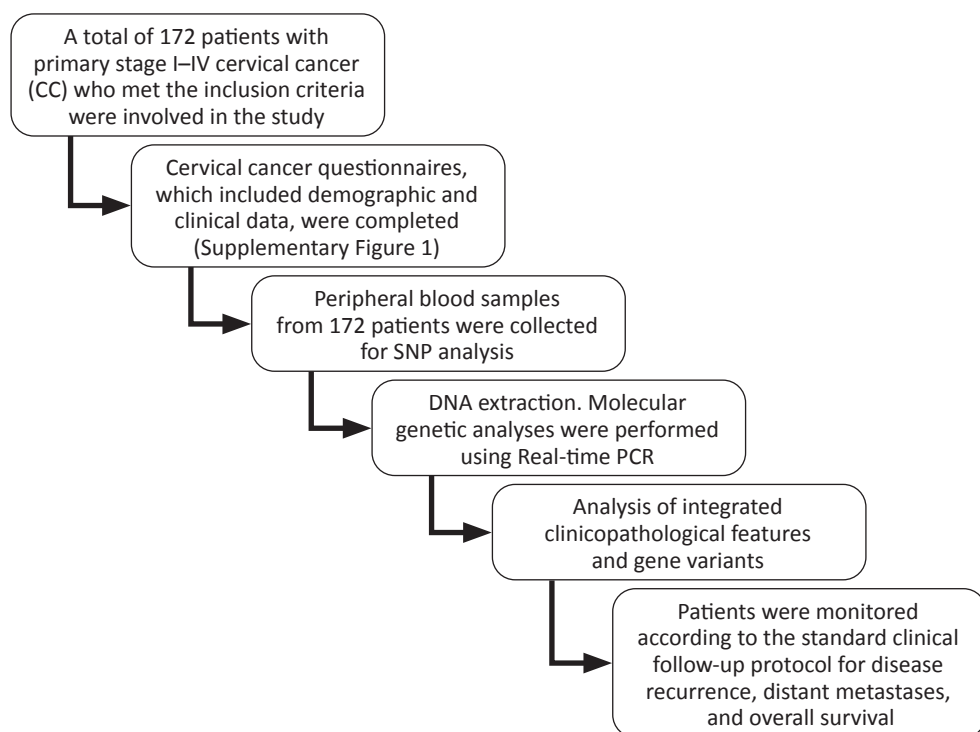 A total of 172 patients with
primary stage I–IV cervical cancer
(CC) who met the inclusion criteria
were involved in the study
Cervical cancer questionnaires,
which included demographic and
clinical data, were completed
(Supplementary Figure 1)
Peripheral blood samples
from 172 patients were collected
for SNP analysis
DNA extraction. Molecular
genetic analyses were performed
using Real-time PCR
Analysis of integrated
clinicopathological features
and gene variants
Patients were monitored
according to the standard clinical
follow-up protocol for disease
recurrence, distant metastases,
and overall survival